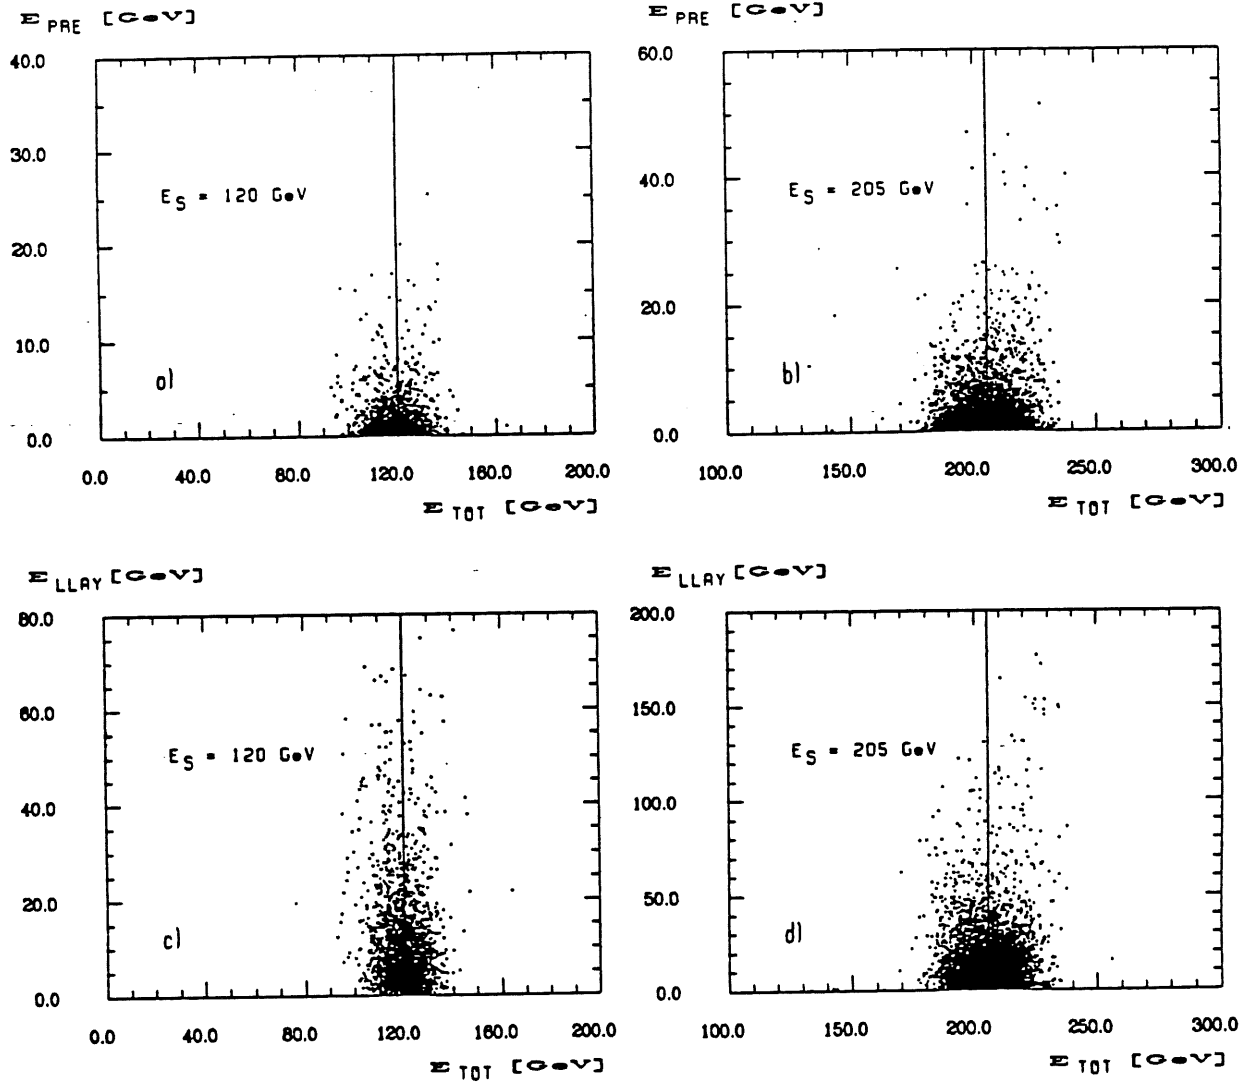 E PRE [GeV]
40.0
30.0
20.0
10.0
0.0
E S = 120 GeV
a)
0.0 40.0 80.0 120.0 160.0 200.0
E TOT [GeV]
E PRE [GeV]
60.0
40.0
20.0
0.0
E S = 205 GeV
b)
100.0 150.0 200.0 250.0 300.0
E TOT [GeV]
E LLAY [GeV]
80.0
60.0
40.0
20.0
0.0
E S = 120 GeV
c)
0.0 40.0 80.0 120.0 160.0 200.0
E TOT [GeV]
E LLAY [GeV]
200.0
150.0
100.0
50.0
0.0
E S = 205 GeV
d)
100.0 150.0 200.0 250.0 300.0
E TOT [GeV]